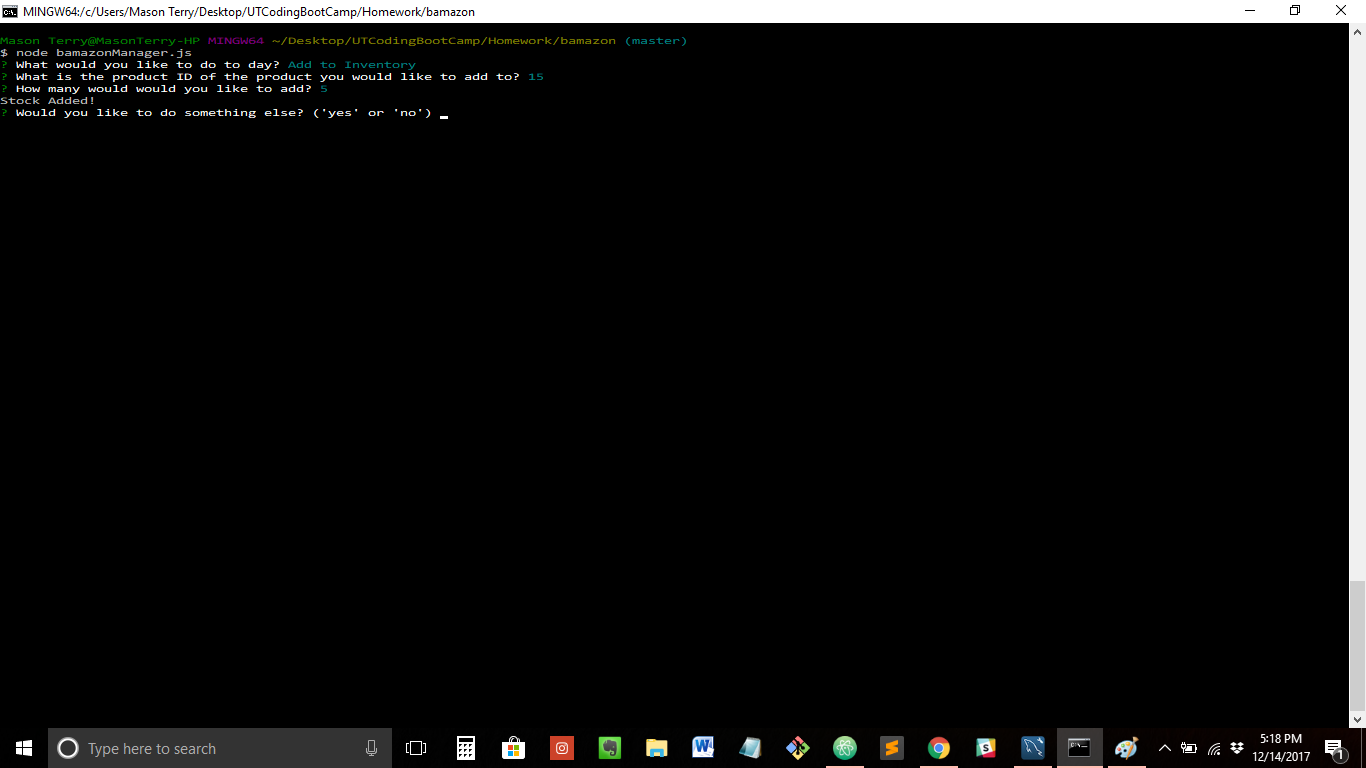 MINGW64:/c/Users/Mason Terry/Desktop/UTCodingBootCamp/Homework/bamazon
Mason Terry@MasonTerry-HP MINGW64 ~/Desktop/UTCodingBootCamp/Homework/bamazon (master)
$ node bamazonManager.js
? What would you like to do to day? Add to Inventory
? What is the product ID of the product you would like to add to? 15
? How many would would you like to add? 5
Stock Added!
? Would you like to do something else? ('yes' or 'no')
Type here to search
5:18 PM
12/14/2017
1